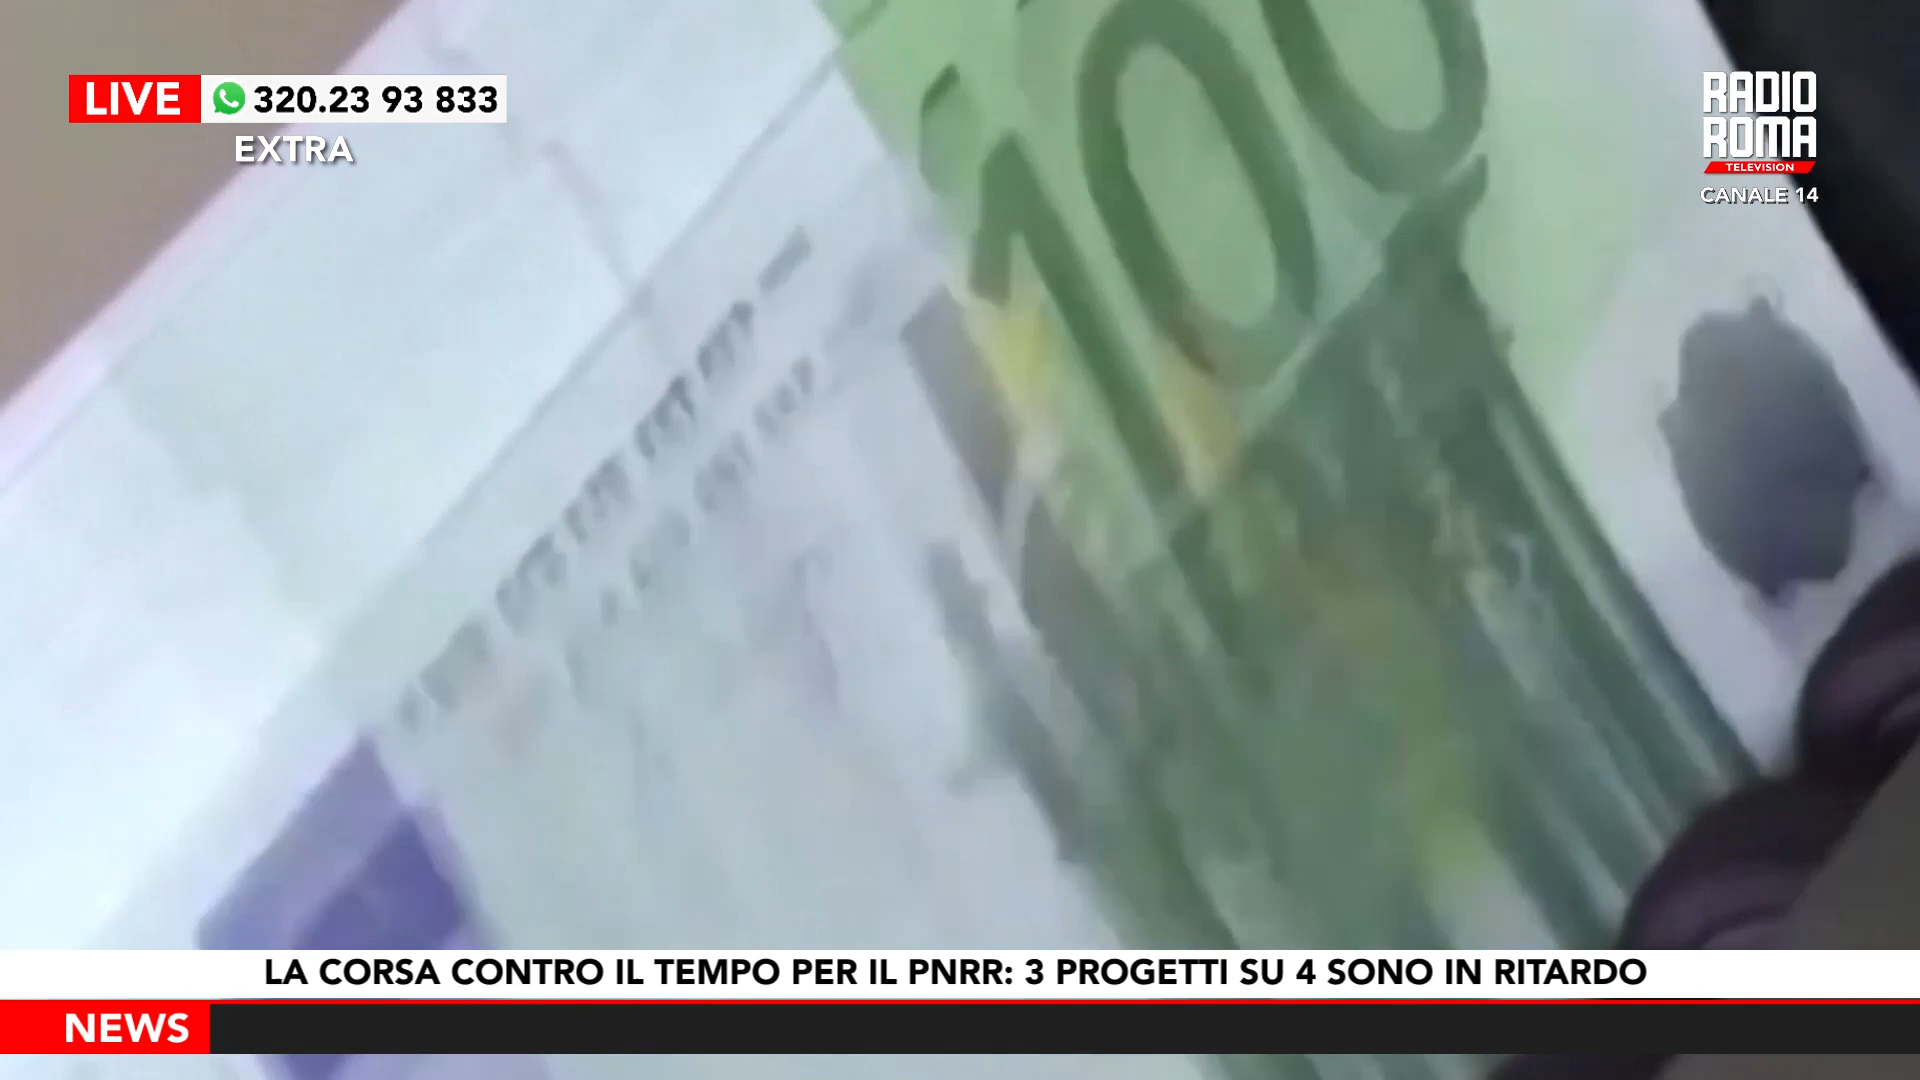 LIVE 320.23 93 833
EXTRA
RADIO
ROMA
TELEVISION
CANALE 14
100
LA CORSA CONTRO IL TEMPO PER IL PNRR: 3 PROGETTI SU 4 SONO IN RITARDO
NEWS